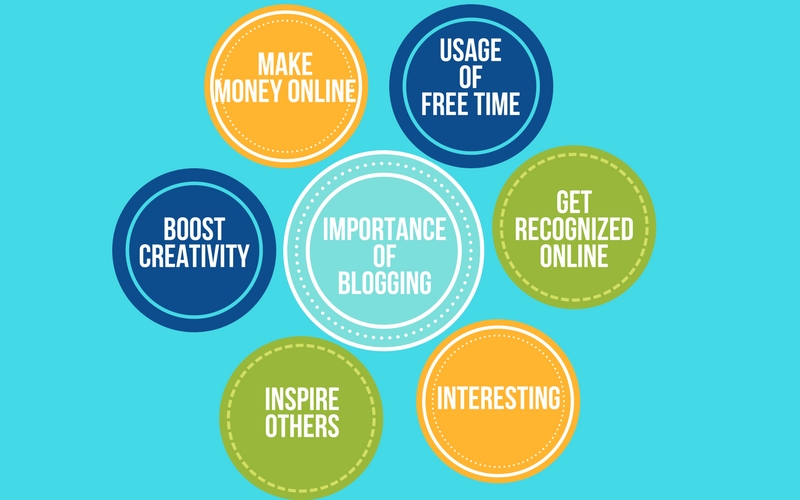 MAKE
MONEY ONLINE
USAGE
OF
FREE TIME
BOOST
CREATIVITY
IMPORTANCE
OF
BLOGGING
GET
RECOGNIZED
ONLINE
INSPIRE
OTHERS
INTERESTING